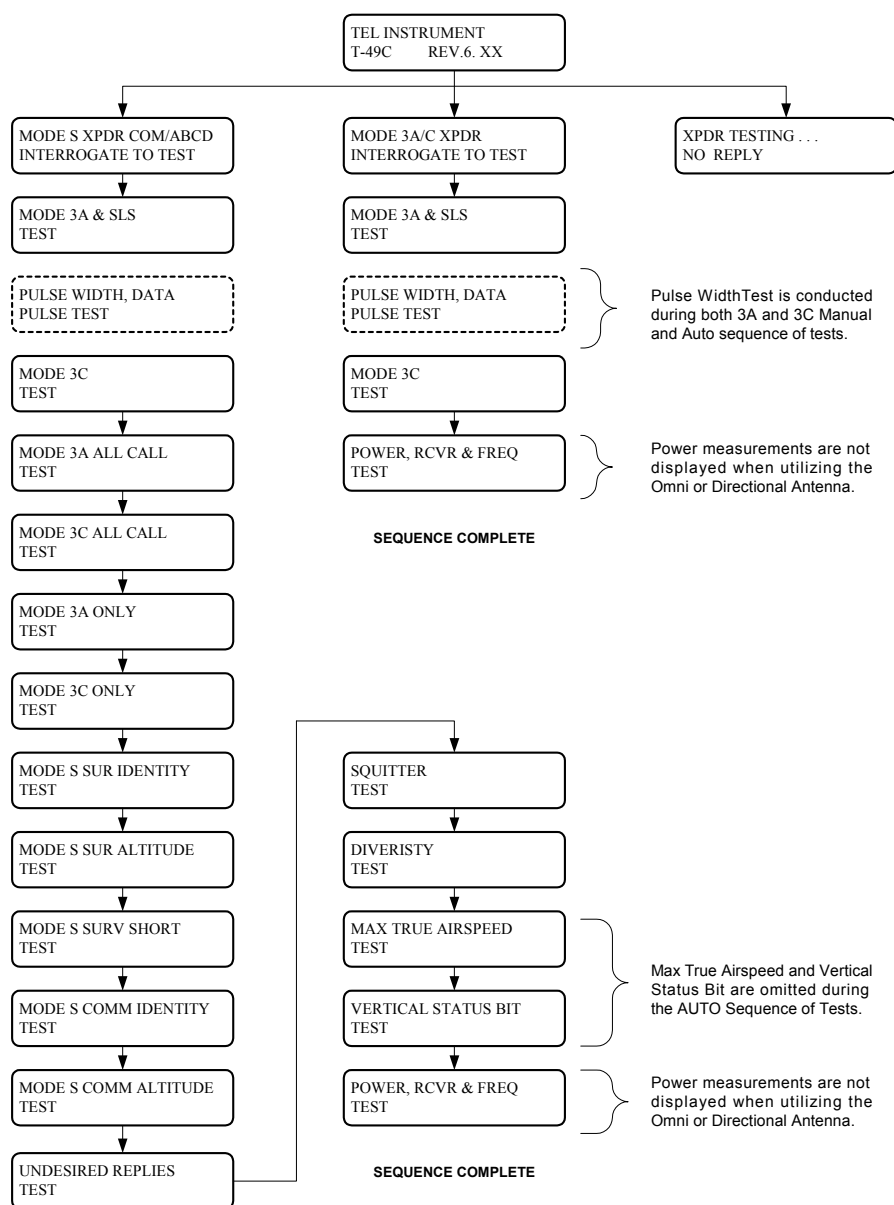 TEL INSTRUMENT
T-49C REV.6. XX
MODE S XPDR COM/ABCD
INTERROGATE TO TEST
MODE 3A & SLS
TEST
PULSE WIDTH, DATA
PULSE TEST
MODE 3C
TEST
MODE 3A ALL CALL
TEST
MODE 3C ALL CALL
TEST
MODE 3A ONLY
TEST
MODE 3C ONLY
TEST
MODE S SUR IDENTITY
TEST
MODE S SUR ALTITUDE
TEST
MODE S SURV SHORT
TEST
MODE S COMM IDENTITY
TEST
MODE S COMM ALTITUDE
TEST
UNDESIRED REPLIES
TEST
SQUITTER
TEST
DIVERISTY
TEST
MAX TRUE AIRSPEED
TEST
VERTICAL STATUS BIT
TEST
Max True Airspeed and Vertical
Status Bit are omitted during
the AUTO Sequence of Tests.
POWER, RCVR & FREQ
TEST
Power measurements are not
displayed when utilizing the
Omni or Directional Antenna.
SEQUENCE COMPLETE
MODE 3A/C XPDR
INTERROGATE TO TEST
MODE 3A & SLS
TEST
PULSE WIDTH, DATA
PULSE TEST
Pulse WidthTest is conducted
during both 3A and 3C Manual
and Auto sequence of tests.
MODE 3C
TEST
POWER, RCVR & FREQ
TEST
Power measurements are not
displayed when utilizing the
Omni or Directional Antenna.
SEQUENCE COMPLETE
XPDR TESTING . . .
NO REPLY